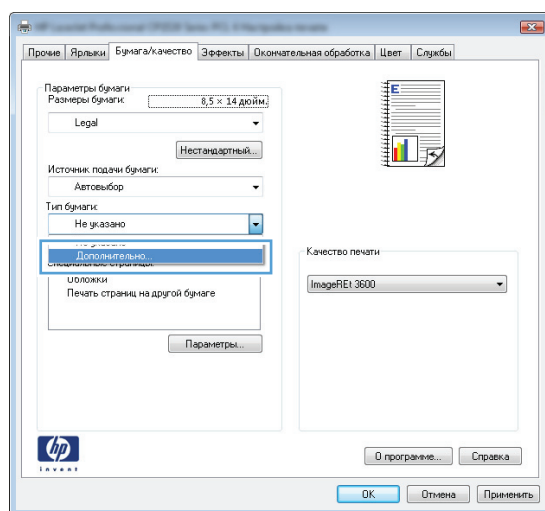 Прочие Ярлыки Бумага/качество Эффекты Окончательная обработка Цвет Службы
Параметры бумаги
Размеры бумаги: 8,5 × 14 дюйм.
Legal
Нестандартный...
Источник подачи бумаги:
Автовыбор
Тип бумаги:
Не указано
Дополнительно...
Обложки
Печать страниц на другой бумаге
Параметры...
E
Качество печати
ImageREt 3600
hp
invent
О программе... Справка
OK Отмена Применить